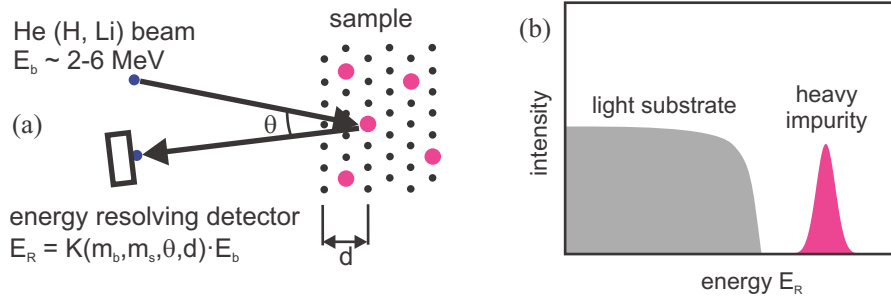 He (H, Li) beam
E_b ~ 2-6 MeV
sample
(a)
θ
energy resolving detector
E_R = K(m_b,m_s,θ,d)·E_b
d
(b)
intensity
light substrate
heavy
impurity
energy E_R